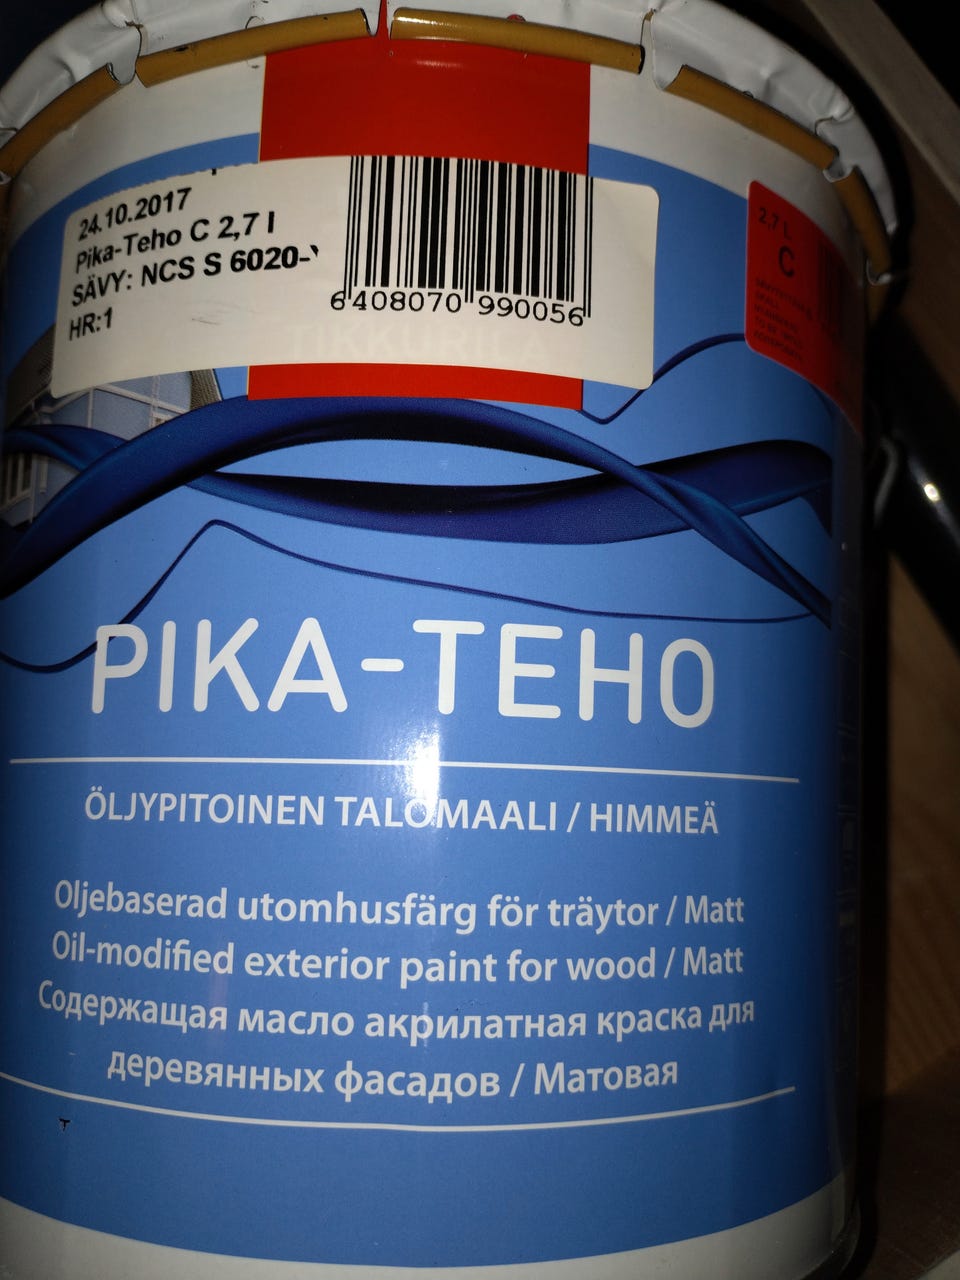 24.10.2017
Pika-Teho C 2,7 l
SÄVY: NCS S 6020-Y
HR:1
6 408070 990056
2,7 L
C
PIKA-TEHO
ÖLJYPITOINEN TALOMAALI / HIMMEÄ
Oljebaserad utomhusfärg för träytor / Matt
Oil-modified exterior paint for wood / Matt
Содержащая масло акрилатная краска для
деревянных фасадов / Матовая